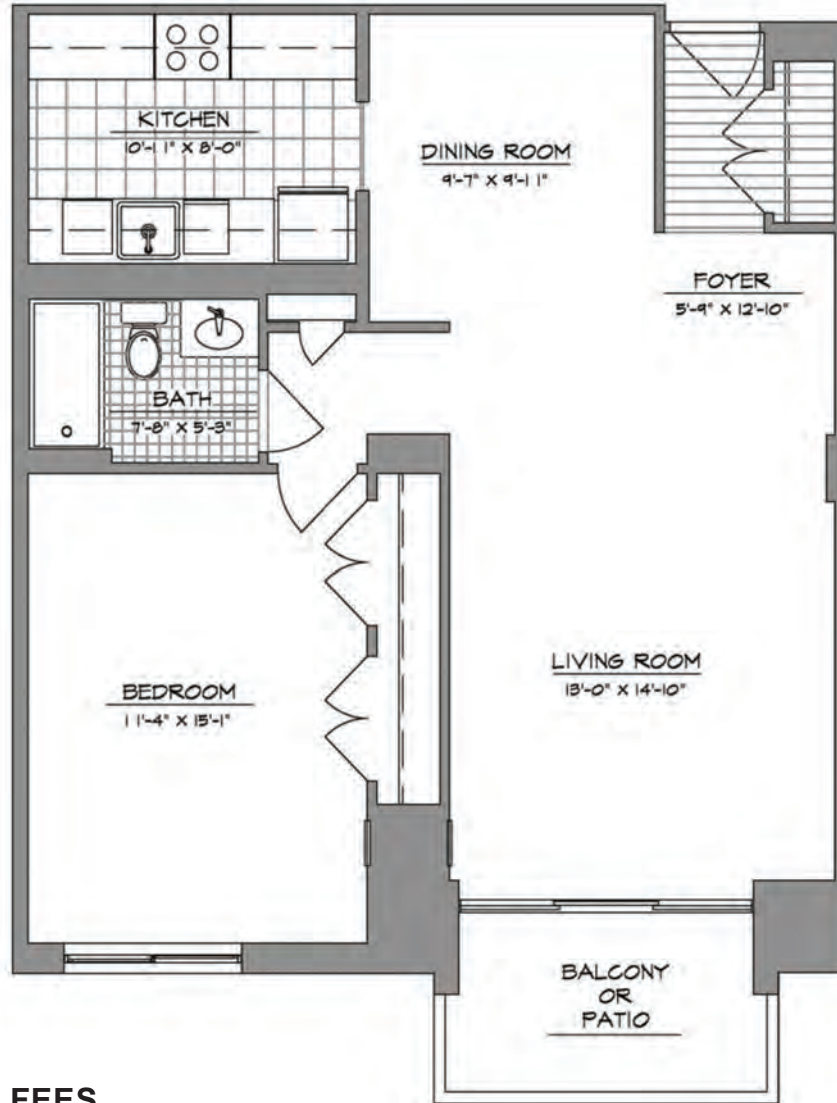 KITCHEN
10'-11" X 8'-0"
DINING ROOM
9'-7" X 9'-11"
FOYER
5'-9" X 12'-10"
BATH
7'-8" X 5'-3"
LIVING ROOM
13'-0" X 14'-10"
BEDROOM
11'-4" X 15'-1"
BALCONY
OR
PATIO
FEES